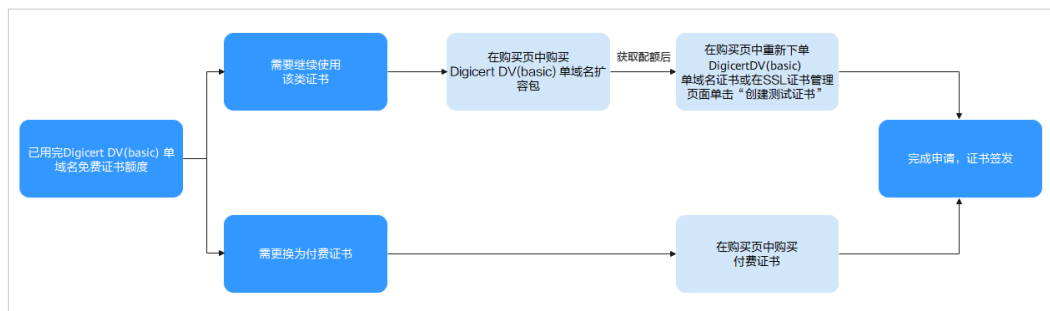 已用完Digicert DV(basic) 单
域名免费证书额度
需要继续使用
该类证书
在购买页中购买
Digicert DV(basic) 单域名扩
容包
获取配额后
在购买页中重新下单
DigicertDV(basic)
单域名证书或在SSL证书管理
页面单击“创建测试证书”
需更换为付费证书
在购买页中购买
付费证书
完成申请，证书签发